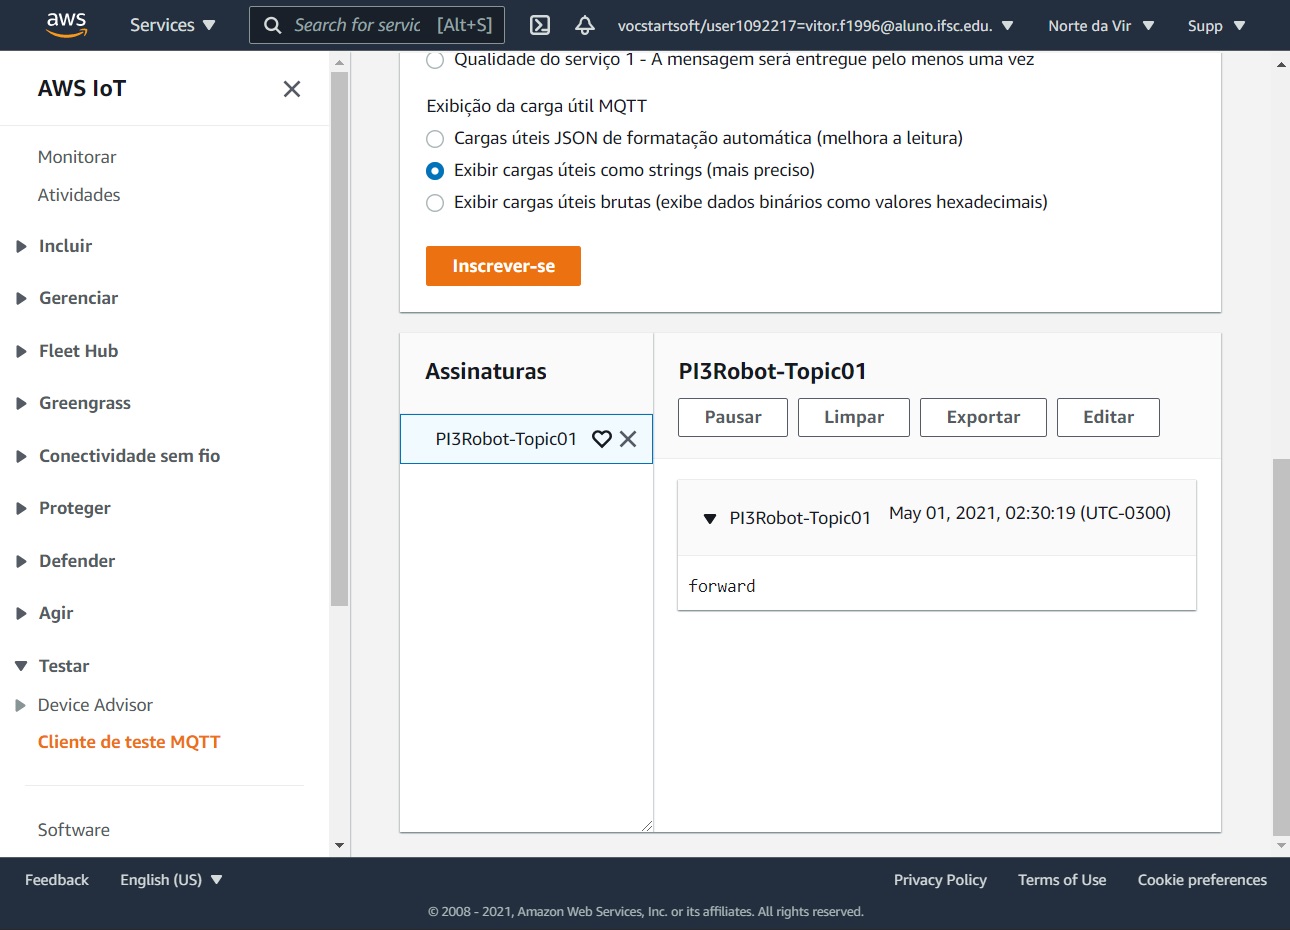 aws
Services
Search for servic [Alt+S]
vocstartsoft/user1092217=vitor.f1996@aluno.ifsc.edu.
Norte da Vir
Supp
AWS IoT
Monitorar
Atividades
Incluir
Gerenciar
Fleet Hub
Greengrass
Conectividade sem fio
Proteger
Defender
Agir
Testar
Device Advisor
Cliente de teste MQTT
Software
Qualidade do serviço 1 - A mensagem será entregue pelo menos uma vez
Exibição da carga útil MQTT
Cargas úteis JSON de formatação automática (melhora a leitura)
Exibir cargas úteis como strings (mais preciso)
Exibir cargas úteis brutas (exibe dados binários como valores hexadecimais)
Inscrever-se
Assinaturas
PI3Robot-Topic01
PI3Robot-Topic01
Pausar
Limpar
Exportar
Editar
PI3Robot-Topic01
May 01, 2021, 02:30:19 (UTC-0300)
forward
Feedback
English (US)
Privacy Policy
Terms of Use
Cookie preferences
© 2008 - 2021, Amazon Web Services, Inc. or its affiliates. All rights reserved.